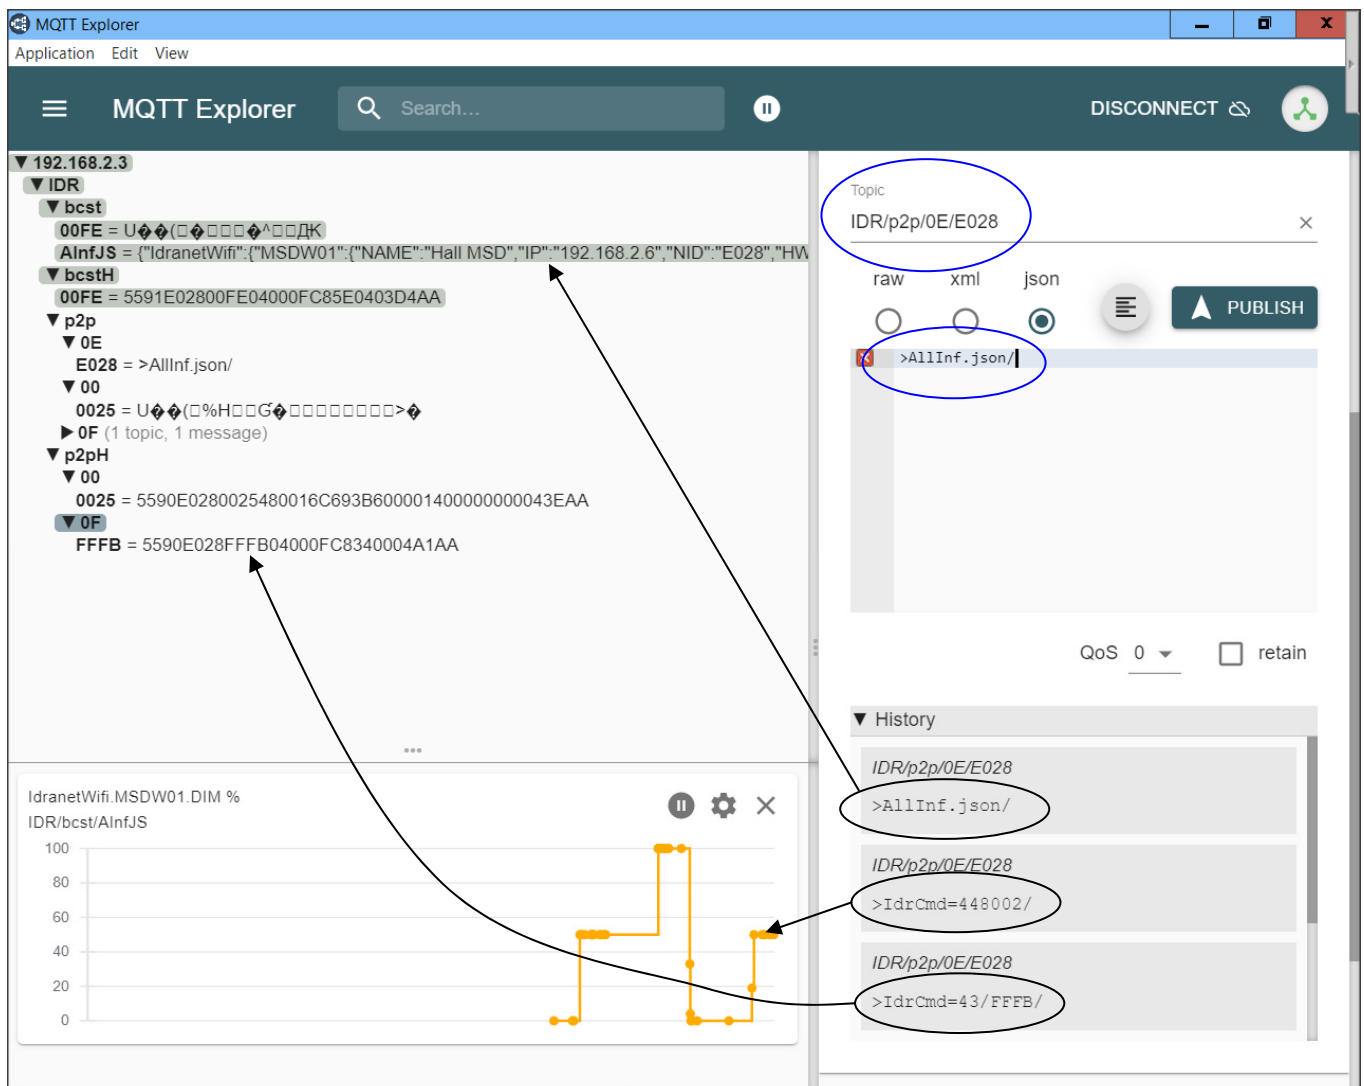 MQTT Explorer
Application Edit View
MQTT Explorer
Search...
DISCONNECT
▼ 192.168.2.3
▼ IDR
▼ bcst
00FE = U��(□�□□□�^□□Д₭
AInfJS = {"IdranetWifi":{"MSDW01":{"NAME":"Hall MSD","IP":"192.168.2.6","NID":"E028","HW
▼ bcstH
00FE = 5591E02800FE04000FC85E0403D4AA
▼ p2p
▼ 0E
E028 = >AllInf.json/
▼ 00
0025 = U��(□%H□□Ɠ�□□□□□□□□>�
▶ 0F (1 topic, 1 message)
▼ p2pH
▼ 00
0025 = 5590E0280025480016C693B600001400000000043EAA
▼ 0F
FFFB = 5590E028FFFB04000FC8340004A1AA
Topic
IDR/p2p/0E/E028
raw xml json
PUBLISH
>AllInf.json/
QoS 0 retain
▼ History
IDR/p2p/0E/E028
>AllInf.json/
IDR/p2p/0E/E028
>IdrCmd=448002/
IDR/p2p/0E/E028
>IdrCmd=43/FFFB/
IdranetWifi.MSDW01.DIM %
IDR/bcst/AInfJS
100
80
60
40
20
0